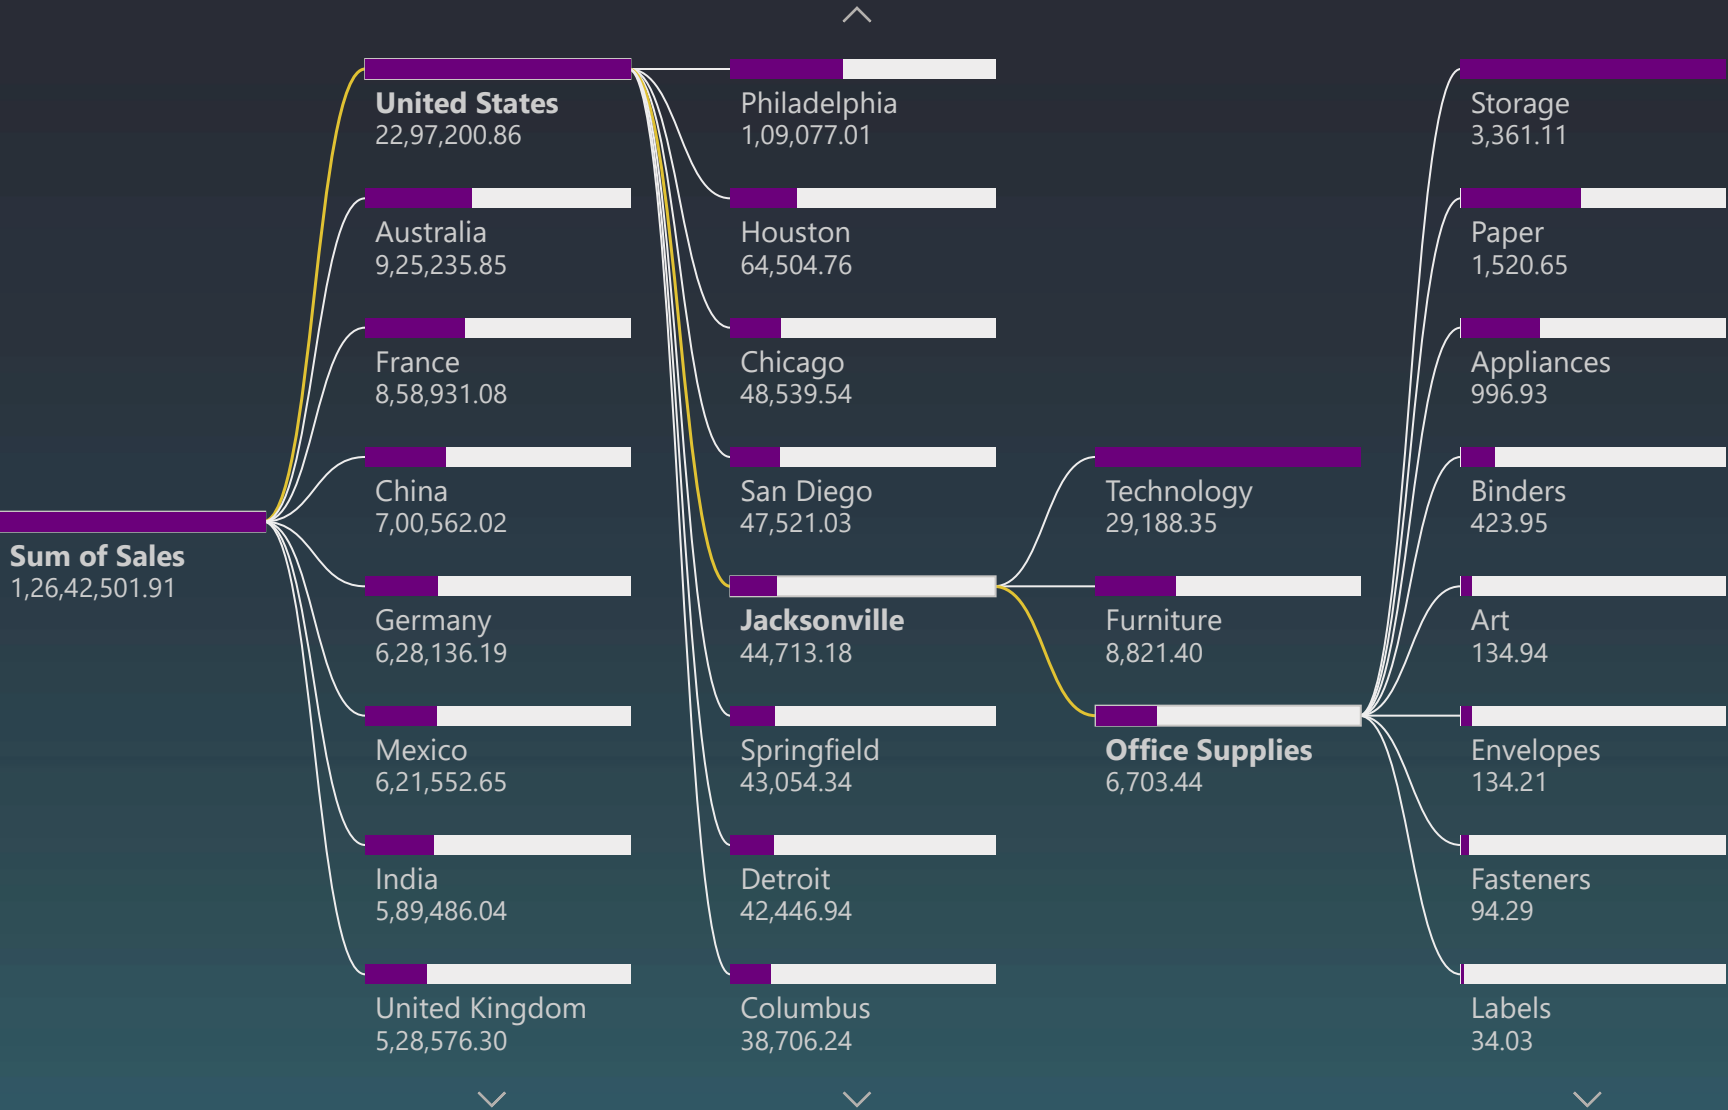 Sum of Sales
1,26,42,501.91
United States
22,97,200.86
Australia
9,25,235.85
France
8,58,931.08
China
7,00,562.02
Germany
6,28,136.19
Mexico
6,21,552.65
India
5,89,486.04
United Kingdom
5,28,576.30
Philadelphia
1,09,077.01
Houston
64,504.76
Chicago
48,539.54
San Diego
47,521.03
Jacksonville
44,713.18
Springfield
43,054.34
Detroit
42,446.94
Columbus
38,706.24
Technology
29,188.35
Furniture
8,821.40
Office Supplies
6,703.44
Storage
3,361.11
Paper
1,520.65
Appliances
996.93
Binders
423.95
Art
134.94
Envelopes
134.21
Fasteners
94.29
Labels
34.03